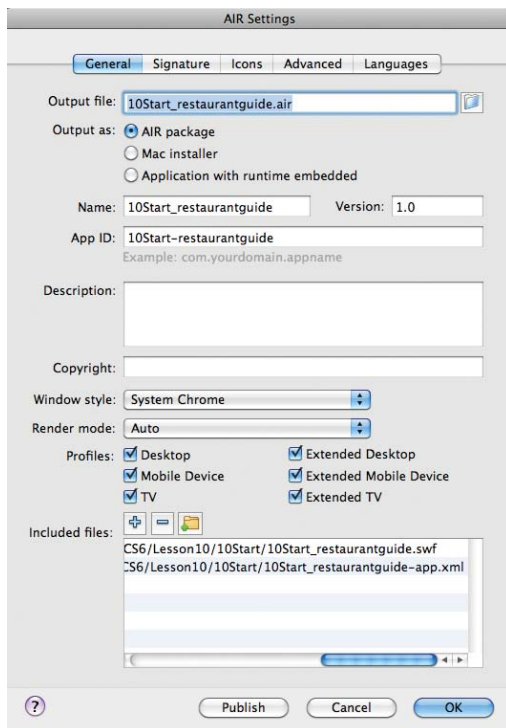 AIR Settings
General Signature Icons Advanced Languages
Output file: 10Start_restaurantguide.air
Output as: AIR package
Mac installer
Application with runtime embedded
Name: 10Start_restaurantguide Version: 1.0
App ID: 10Start-restaurantguide
Example: com.yourdomain.appname
Description:
Copyright:
Window style: System Chrome
Render mode: Auto
Profiles: Desktop Extended Desktop
Mobile Device Extended Mobile Device
TV Extended TV
Included files:
CS6/Lesson10/10Start/10Start_restaurantguide.swf
CS6/Lesson10/10Start/10Start_restaurantguide-app.xml
? Publish Cancel OK